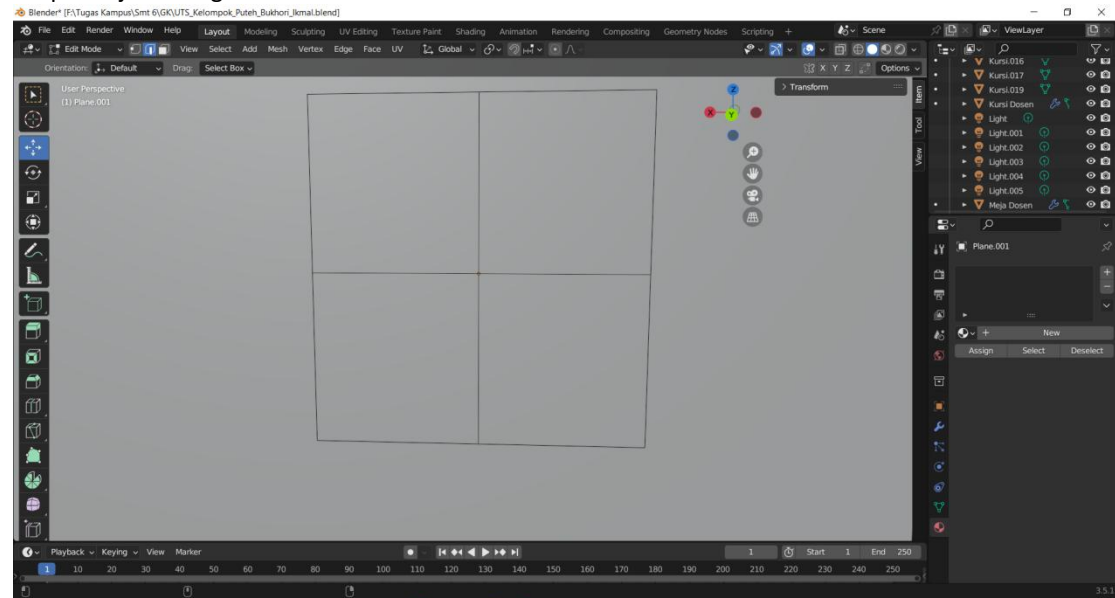 Blender* [F:\Tugas Kampus\Smt 6\GK\UTS_Kelompok_Puteh_Bukhori_Ikmal.blend]
File Edit Render Window Help Layout Modeling Sculpting UV Editing Texture Paint Shading Animation Rendering Compositing Geometry Nodes Scripting + Scene ViewLayer
Edit Mode View Select Add Mesh Vertex Edge Face UV Global
Orientation: Default Drag: Select Box X Y Z Options
User Perspective
(1) Plane.001
Transform
Z
X
Y
Item
Tool
View
Kursi.016
Kursi.017
Kursi.019
Kursi Dosen
Light
Light.001
Light.002
Light.003
Light.004
Light.005
Meja Dosen
Plane.001
New
Assign Select Deselect
Playback Keying View Marker 1 Start 1 End 250
1 10 20 30 40 50 60 70 80 90 100 110 120 130 140 150 160 170 180 190 200 210 220 230 240 250
3.5.1